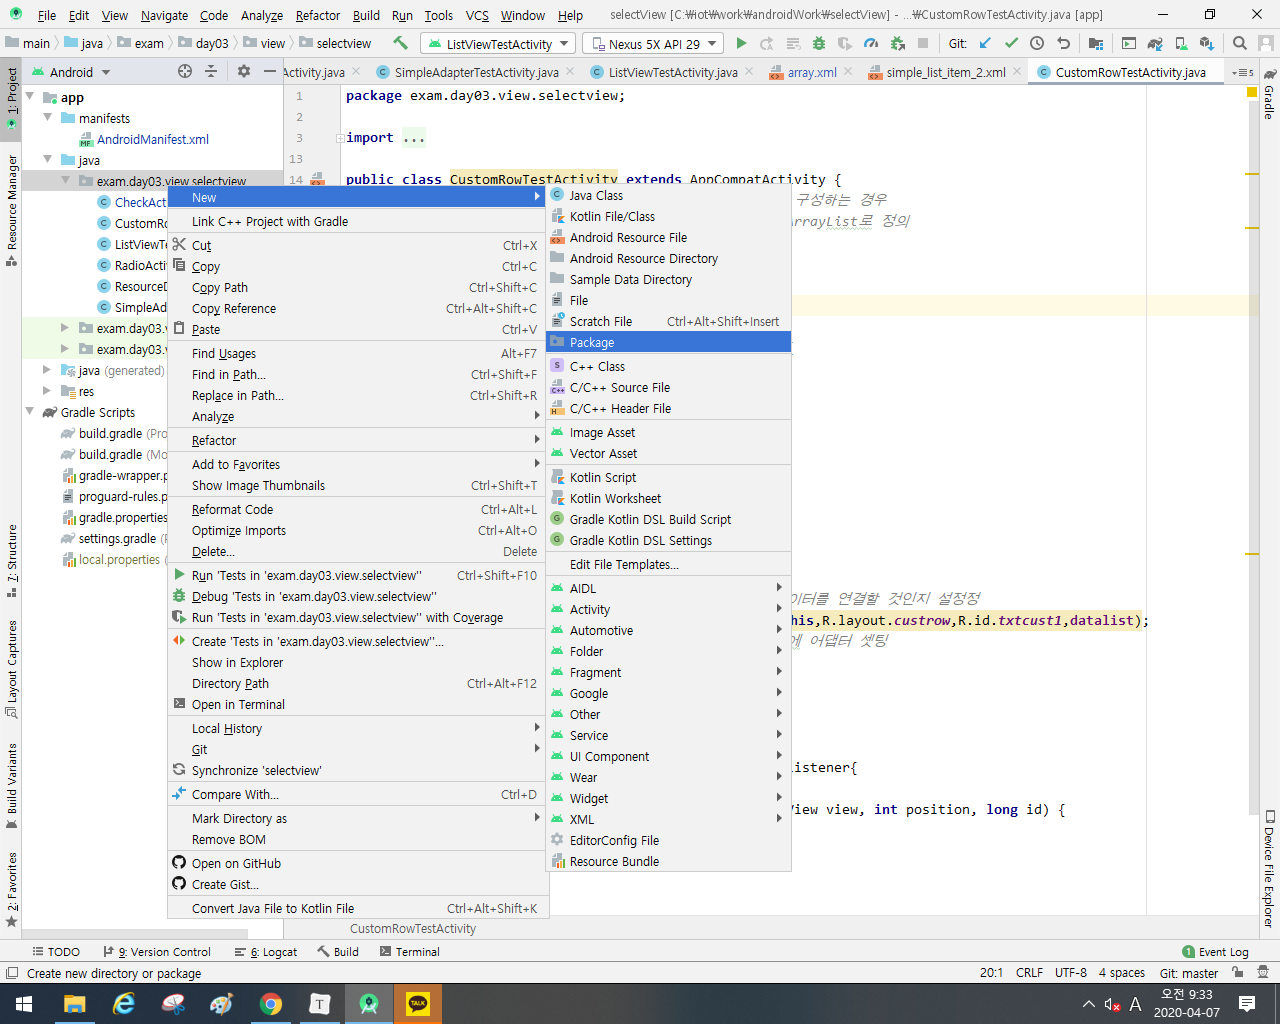 File Edit View Navigate Code Analyze Refactor Build Run Tools VCS Window Help selectView [C:₩iot₩work₩androidWork₩selectView] - ...₩CustomRowTestActivity.java [app]
main java exam day03 view selectview ListViewTestActivity Nexus 5X API 29 Git:
Android Activity.java SimpleAdapterTestActivity.java ListViewTestActivity.java array.xml simple_list_item_2.xml CustomRowTestActivity.java 5
1: Project
Resource Manager
7: Structure
Layout Captures
Build Variants
2: Favorites
app
manifests
AndroidManifest.xml
java
exam.day03.view.selectview
CheckAct
CustomRo
ListViewTe
RadioActi
ResourceD
SimpleAd
exam.day03.v
exam.day03.v
java (generated)
res
Gradle Scripts
build.gradle (Pro
build.gradle (Mo
gradle-wrapper.p
proguard-rules.p
gradle.properties
settings.gradle (P
local.properties (
New
Link C++ Project with Gradle
Cut Ctrl+X
Copy Ctrl+C
Copy Path Ctrl+Shift+C
Copy Reference Ctrl+Alt+Shift+C
Paste Ctrl+V
Find Usages Alt+F7
Find in Path... Ctrl+Shift+F
Replace in Path... Ctrl+Shift+R
Analyze
Refactor
Add to Favorites
Show Image Thumbnails Ctrl+Shift+T
Reformat Code Ctrl+Alt+L
Optimize Imports Ctrl+Alt+O
Delete... Delete
Run 'Tests in 'exam.day03.view.selectview'' Ctrl+Shift+F10
Debug 'Tests in 'exam.day03.view.selectview''
Run 'Tests in 'exam.day03.view.selectview'' with Coverage
Create 'Tests in 'exam.day03.view.selectview''...
Show in Explorer
Directory Path Ctrl+Alt+F12
Open in Terminal
Local History
Git
Synchronize 'selectview'
Compare With... Ctrl+D
Mark Directory as
Remove BOM
Open on GitHub
Create Gist...
Convert Java File to Kotlin File Ctrl+Alt+Shift+K
Java Class
Kotlin File/Class
Android Resource File
Android Resource Directory
Sample Data Directory
File
Scratch File Ctrl+Alt+Shift+Insert
Package
C++ Class
C/C++ Source File
C/C++ Header File
Image Asset
Vector Asset
Kotlin Script
Kotlin Worksheet
Gradle Kotlin DSL Build Script
Gradle Kotlin DSL Settings
Edit File Templates...
AIDL
Activity
Automotive
Folder
Fragment
Google
Other
Service
UI Component
Wear
Widget
XML
EditorConfig File
Resource Bundle
1 package exam.day03.view.selectview;
2
3 import ...
13
14 public class CustomRowTestActivity extends AppCompatActivity {
구성하는 경우
ArrayList로 정의
이터를 연결할 것인지 설정정
his,R.layout.custrow,R.id.txtcust1,datalist);
에 어댑터 셋팅
listener{
View view, int position, long id) {
CustomRowTestActivity
Gradle
Device File Explorer
TODO 9: Version Control 6: Logcat Build Terminal 1 Event Log
Create new directory or package 20:1 CRLF UTF-8 4 spaces Git: master
T TALK A 오전 9:33
2020-04-07